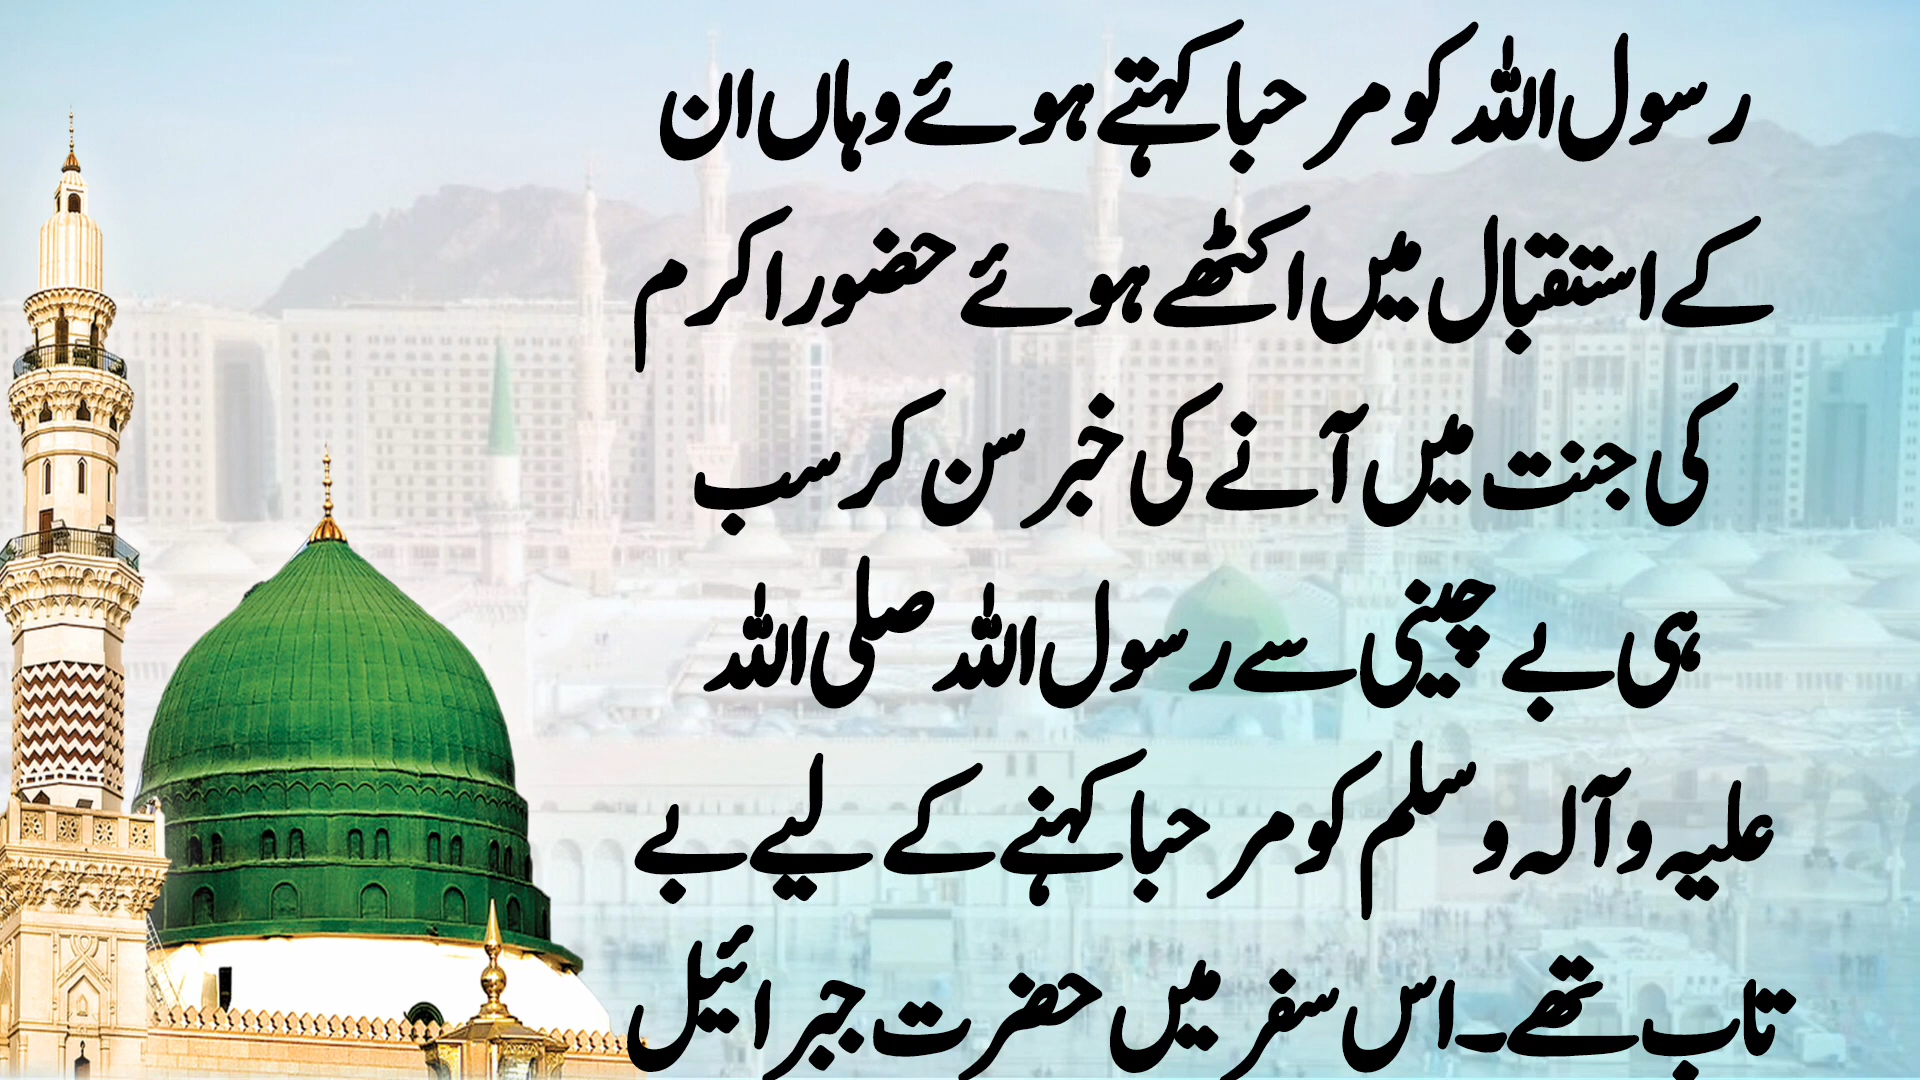 رسول اللہ کو مرحبا کہتے ہوئے وہاں ان
کے استقبال میں اکٹھے ہوئے حضور اکرم
کی جنت میں آنے کی خبر سن کر سب
ہی بے چینی سے رسول اللہ صلی اللہ
علیہ وآلہ وسلم کو مرحبا کہنے کے لیے بے
تاب تھے۔ اس سفر میں حضرت جبرائیل